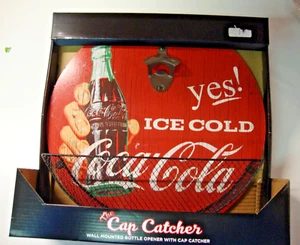 yes!
ICE COLD
Coca-Cola
The
Cap Catcher
WALL MOUNTED BOTTLE OPENER WITH CAP CATCHER